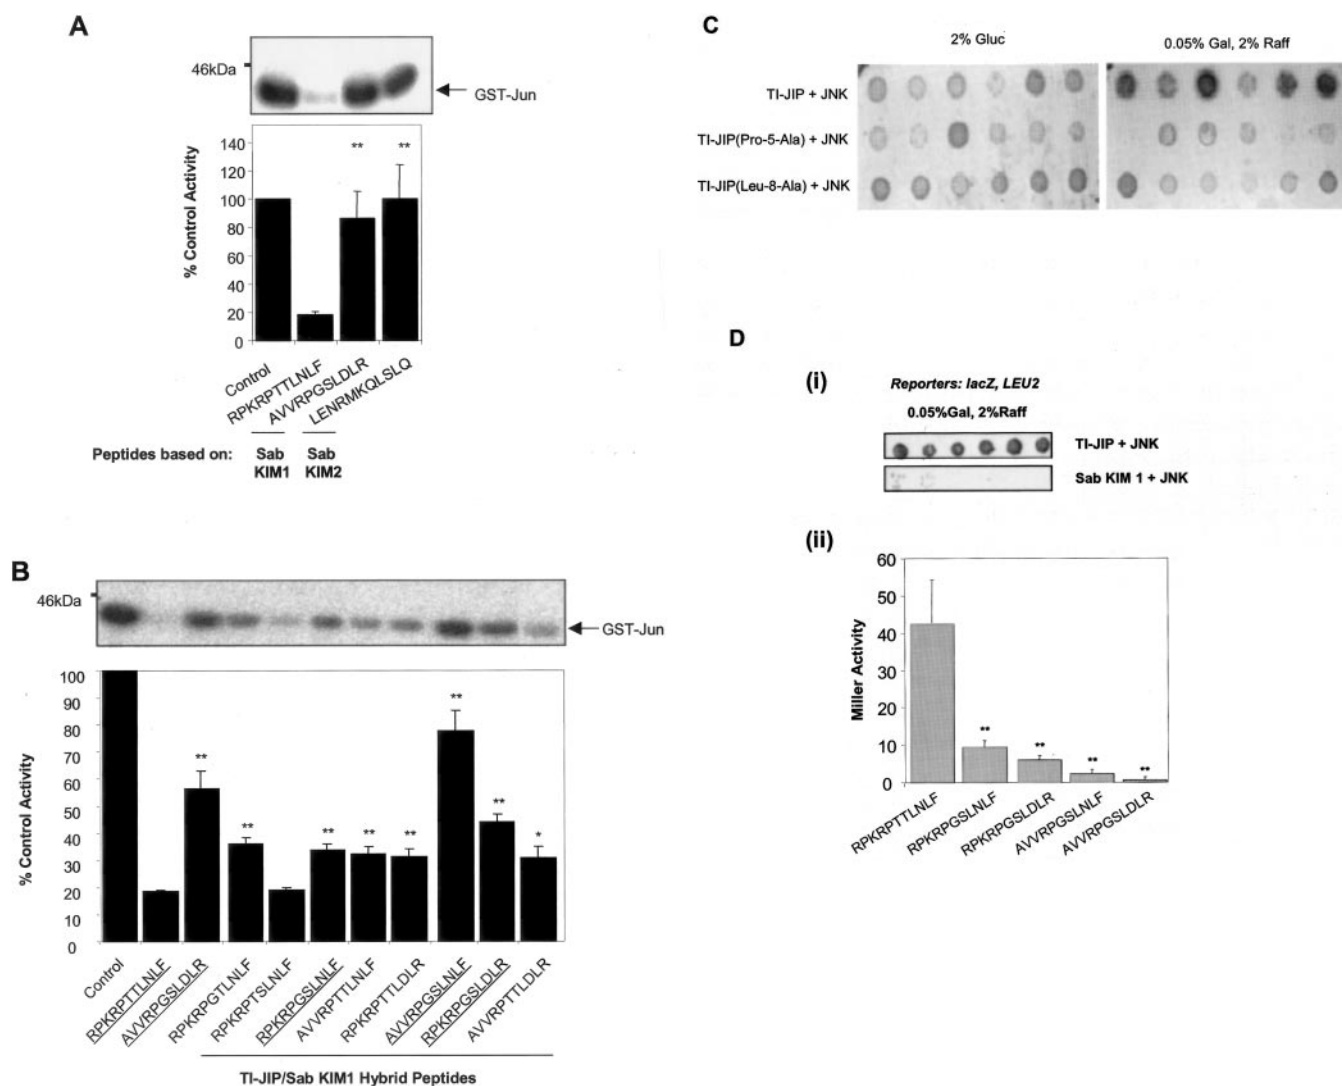 A
46kDa
GST-Jun
% Control Activity
140
120
100
80
60
40
20
0
** **
Control
RPKRPTTLNLF
AVVRPGSLDLR
LENRMKQLSLQ
Peptides based on: Sab KIM1 Sab KIM2
B
46kDa
GST-Jun
% Control Activity
100
90
80
70
60
50
40
30
20
10
0
** ** ** ** ** ** ** *
Control
RPKRPTTLNLF
AVVRPGSLDLR
RPKRPGTLNLF
RPKRPTSLNLF
RPKRPGSLNLF
AVVRPTTLNLF
RPKRPTTLDLR
AVVRPGSLNLF
RPKRPGSLDLR
AVVRPTTLDLR
TI-JIP/Sab KIM1 Hybrid Peptides
C
2% Gluc
0.05% Gal, 2% Raff
TI-JIP + JNK
TI-JIP(Pro-5-Ala) + JNK
TI-JIP(Leu-8-Ala) + JNK
D
(i)
Reporters: lacZ, LEU2
0.05%Gal, 2%Raff
TI-JIP + JNK
Sab KIM 1 + JNK
(ii)
Miller Activity
60
50
40
30
20
10
0
** ** ** **
RPKRPTTLNLF
RPKRPGSLNLF
RPKRPGSLDLR
AVVRPGSLNLF
AVVRPGSLDLR